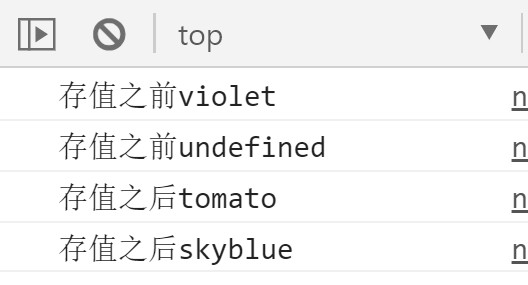 top
存值之前violet n
存值之前undefined n
存值之后tomato n
存值之后skyblue n